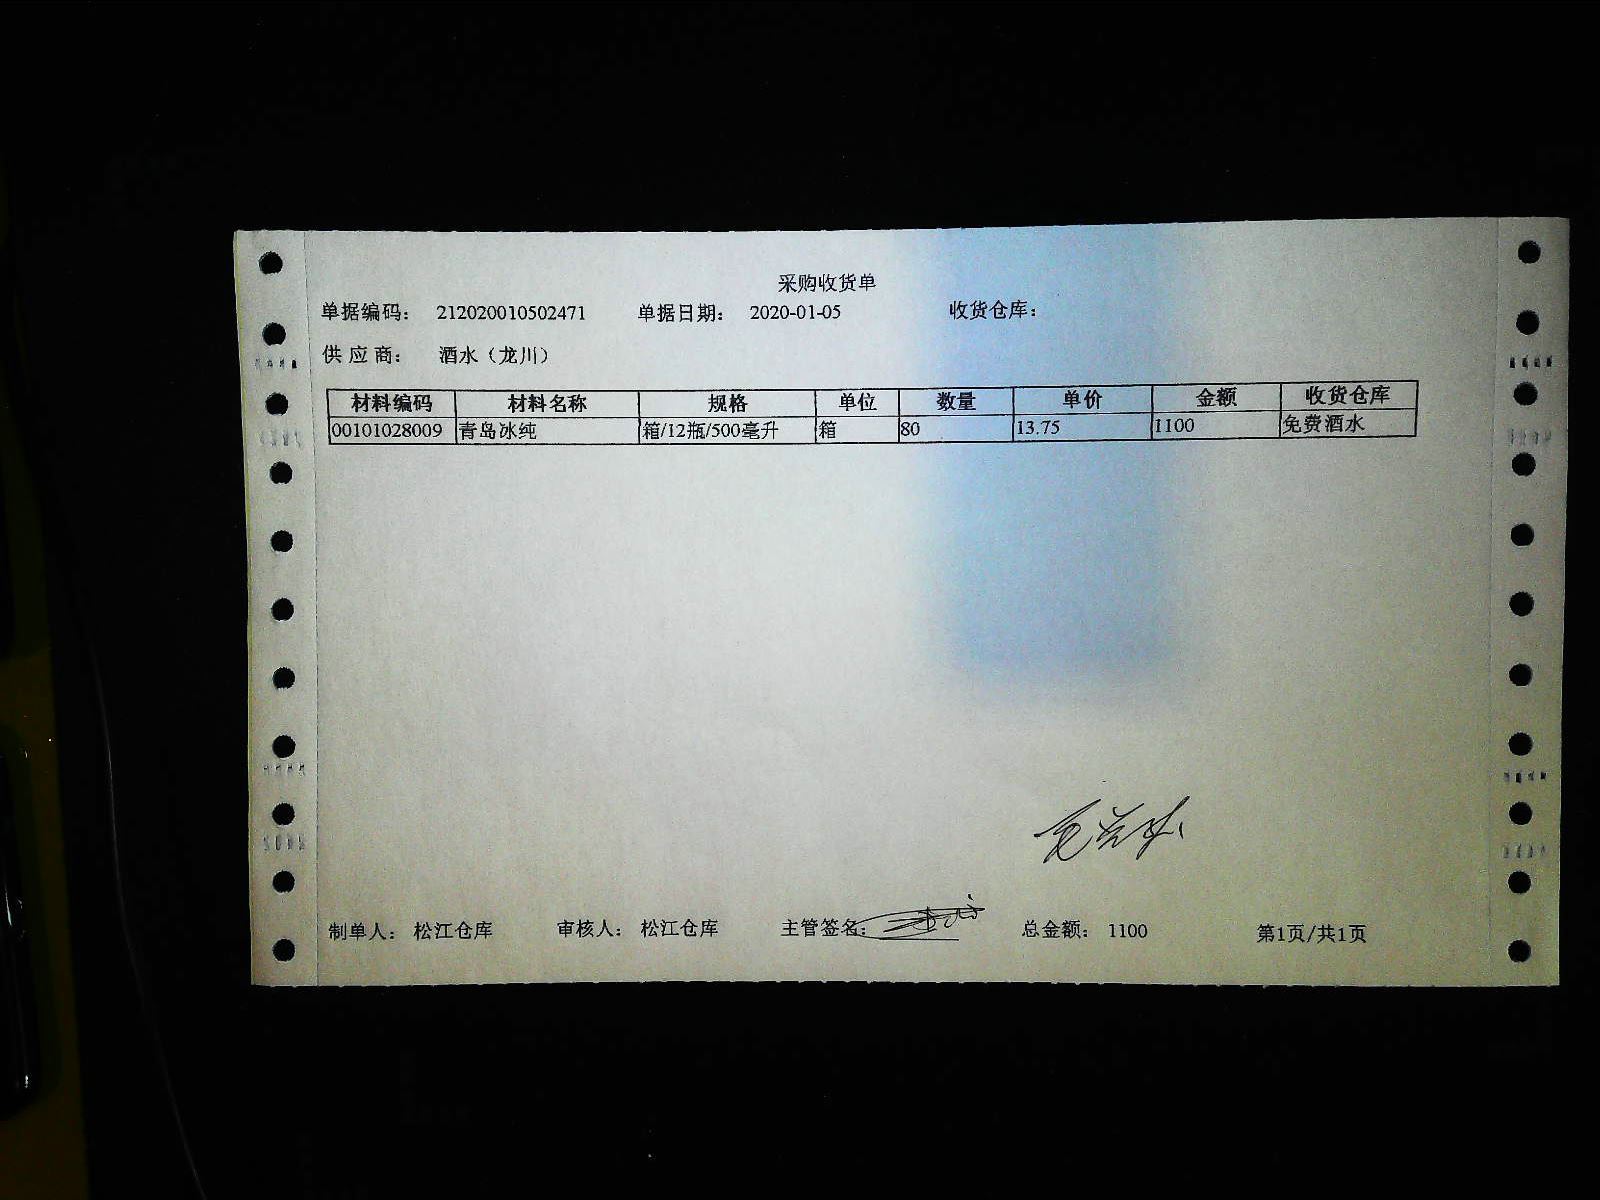 采购收货单
单据编码： 212020010502471 单据日期： 2020-01-05 收货仓库：
供 应 商： 酒水（龙川）
材料编码 材料名称 规格 单位 数量 单价 金额 收货仓库
00101028009 青岛冰纯 箱/12瓶/500毫升 箱 80 13.75 1100 免费酒水
制单人： 松江仓库 审核人： 松江仓库 主管签名： 总金额： 1100 第1页/共1页